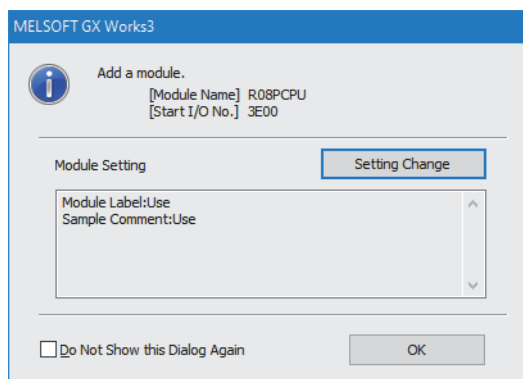 MELSOFT GX Works3
Add a module.
[Module Name] R08PCPU
[Start I/O No.] 3E00
Module Setting
Setting Change
Module Label:Use
Sample Comment:Use
Do Not Show this Dialog Again
OK